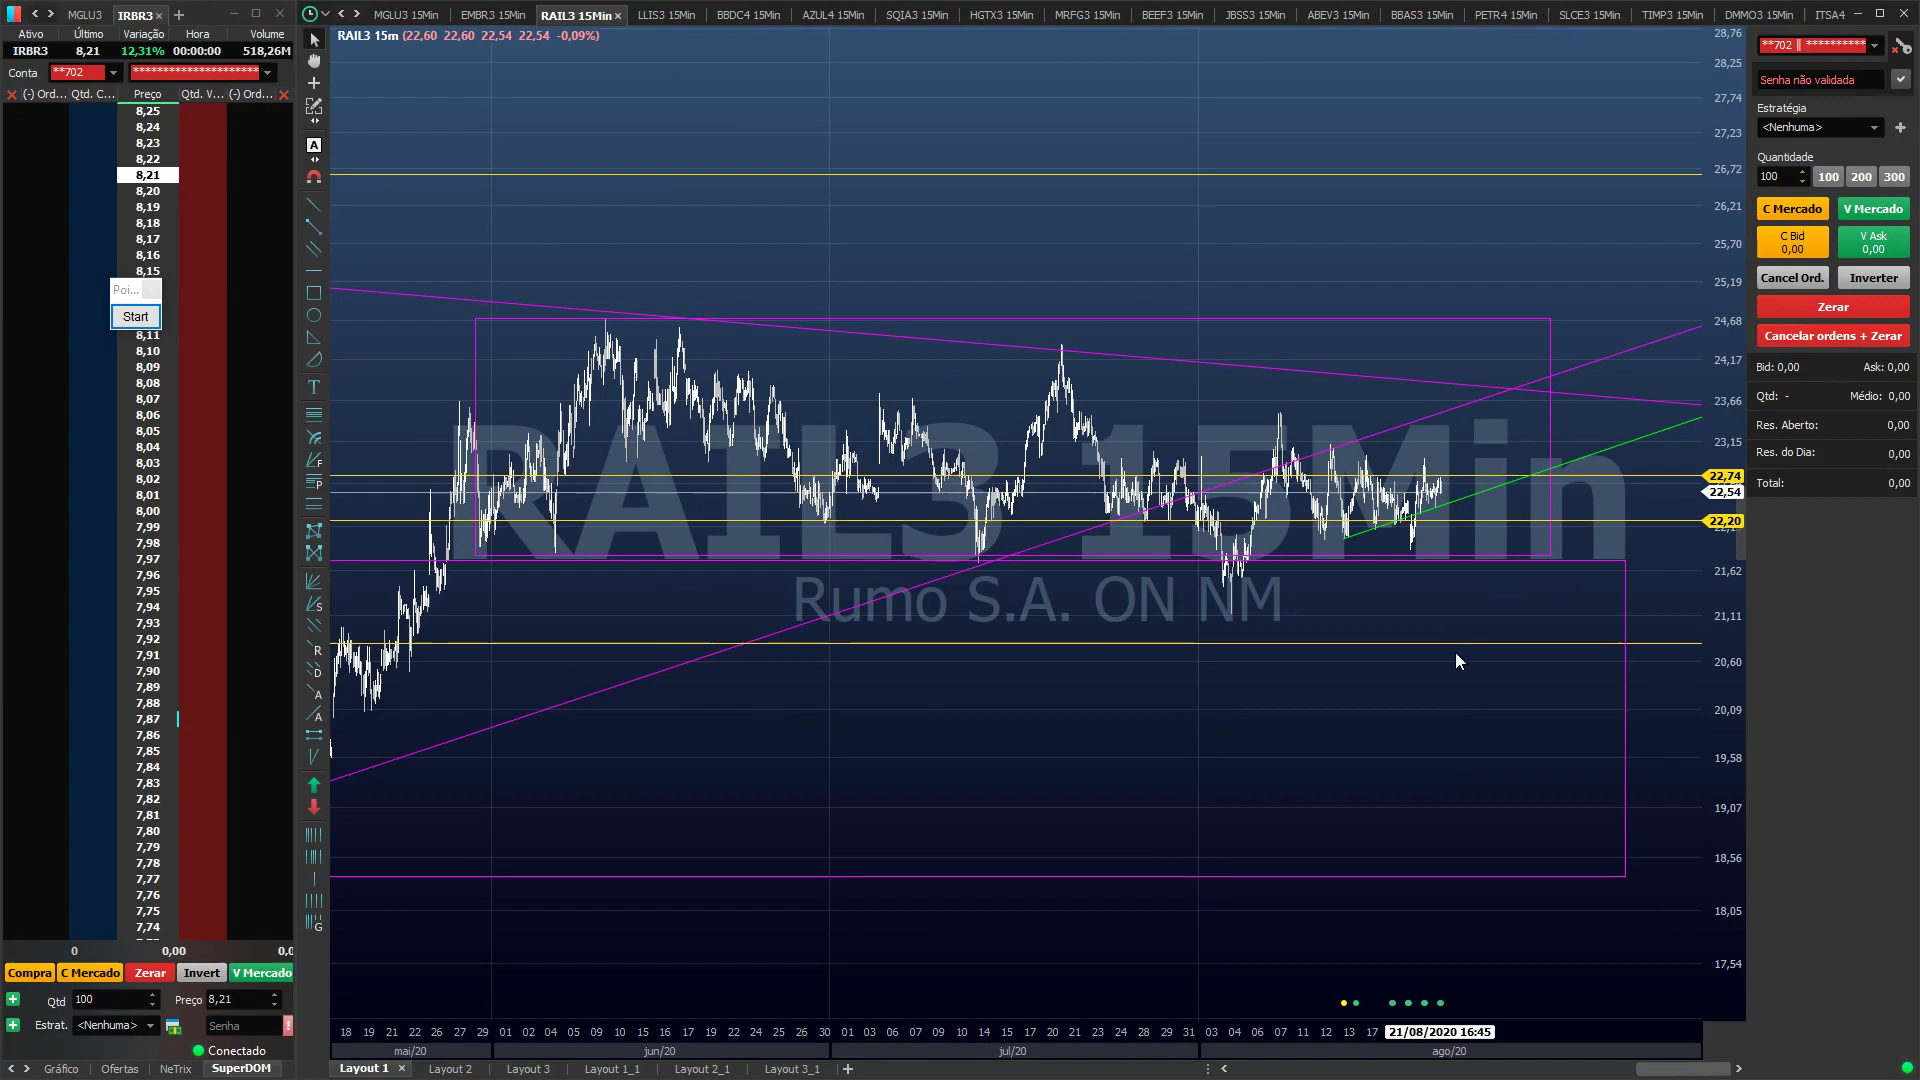 MGLU3 IRBR3
Ativo Último Variação Hora Volume
IRBR3 8,21 12,31% 00:00:00 518,26M
Conta **702 *********************
(-) Ord... Qtd. C... Preço Qtd. V... (-) Ord...
8,25
8,24
8,23
8,22
8,21
8,20
8,19
8,18
8,17
8,16
8,15
Poi...
Start
8,11
8,10
8,09
8,08
8,07
8,06
8,05
8,04
8,03
8,02
8,01
8,00
7,99
7,98
7,97
7,96
7,95
7,94
7,93
7,92
7,91
7,90
7,89
7,88
7,87
7,86
7,85
7,84
7,83
7,82
7,81
7,80
7,79
7,78
7,77
7,76
7,75
7,74
0 0,00 0,0
Compra C Mercado Zerar Invert V Mercado
Qtd 100 Preço 8,21
Estrat. <Nenhuma> Senha
Conectado
Gráfico Ofertas NeTrix SuperDOM
MGLU3 15Min EMBR3 15Min RAIL3 15Min LLIS3 15Min BBDC4 15Min AZUL4 15Min SQIA3 15Min HGTX3 15Min MRFG3 15Min BEEF3 15Min JBSS3 15Min ABEV3 15Min BBAS3 15Min PETR4 15Min SLCE3 15Min TIMP3 15Min DMMO3 15Min ITSA4
RAIL3 15m (22,60 22,60 22,54 22,54 -0,09%)
RAIL3 15Min
Rumo S.A. ON NM
28,76
28,25
27,74
27,23
26,72
26,21
25,70
25,19
24,68
24,17
23,66
23,15
22,74
22,54
22,20
21,62
21,11
20,60
20,09
19,58
19,07
18,56
18,05
17,54
18 19 21 22 26 27 29 01 02 04 05 09 10 15 16 17 19 22 23 25 26 30 01 03 06 07 09 10 14 15 17 20 21 23 24 28 29 31 03 04 06 07 11 12 13 17 21/08/2020 16:45
mai/20 jun/20 jul/20 ago/20
Layout 1 Layout 2 Layout 3 Layout 1_1 Layout 2_1 Layout 3_1
**702 || **********
Senha não validada
Estratégia
<Nenhuma>
Quantidade
100 100 200 300
C Mercado V Mercado
C Bid V Ask
0,00 0,00
Cancel Ord. Inverter
Zerar
Cancelar ordens + Zerar
Bid: 0,00 Ask: 0,00
Qtd: - Médio: 0,00
Res. Aberto: 0,00
Res. do Dia: 0,00
Total: 0,00